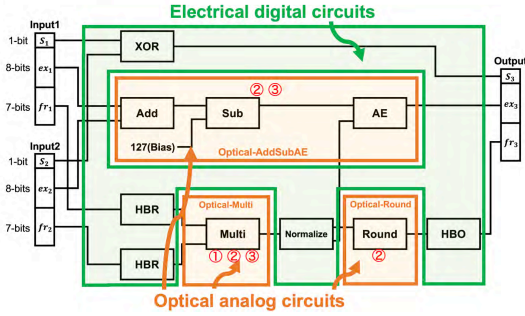 Electrical digital circuits
Input1
1-bit
S1
8-bits
ex1
7-bits
fr1
Input2
1-bit
S2
8-bits
ex2
7-bits
fr2
XOR
② ③
Add
Sub
AE
127(Bias)
Optical-AddSubAE
HBR
HBR
Optical-Multi
Multi
① ② ③
Normalize
Optical-Round
Round
②
HBO
Output
S3
ex3
fr3
Optical analog circuits